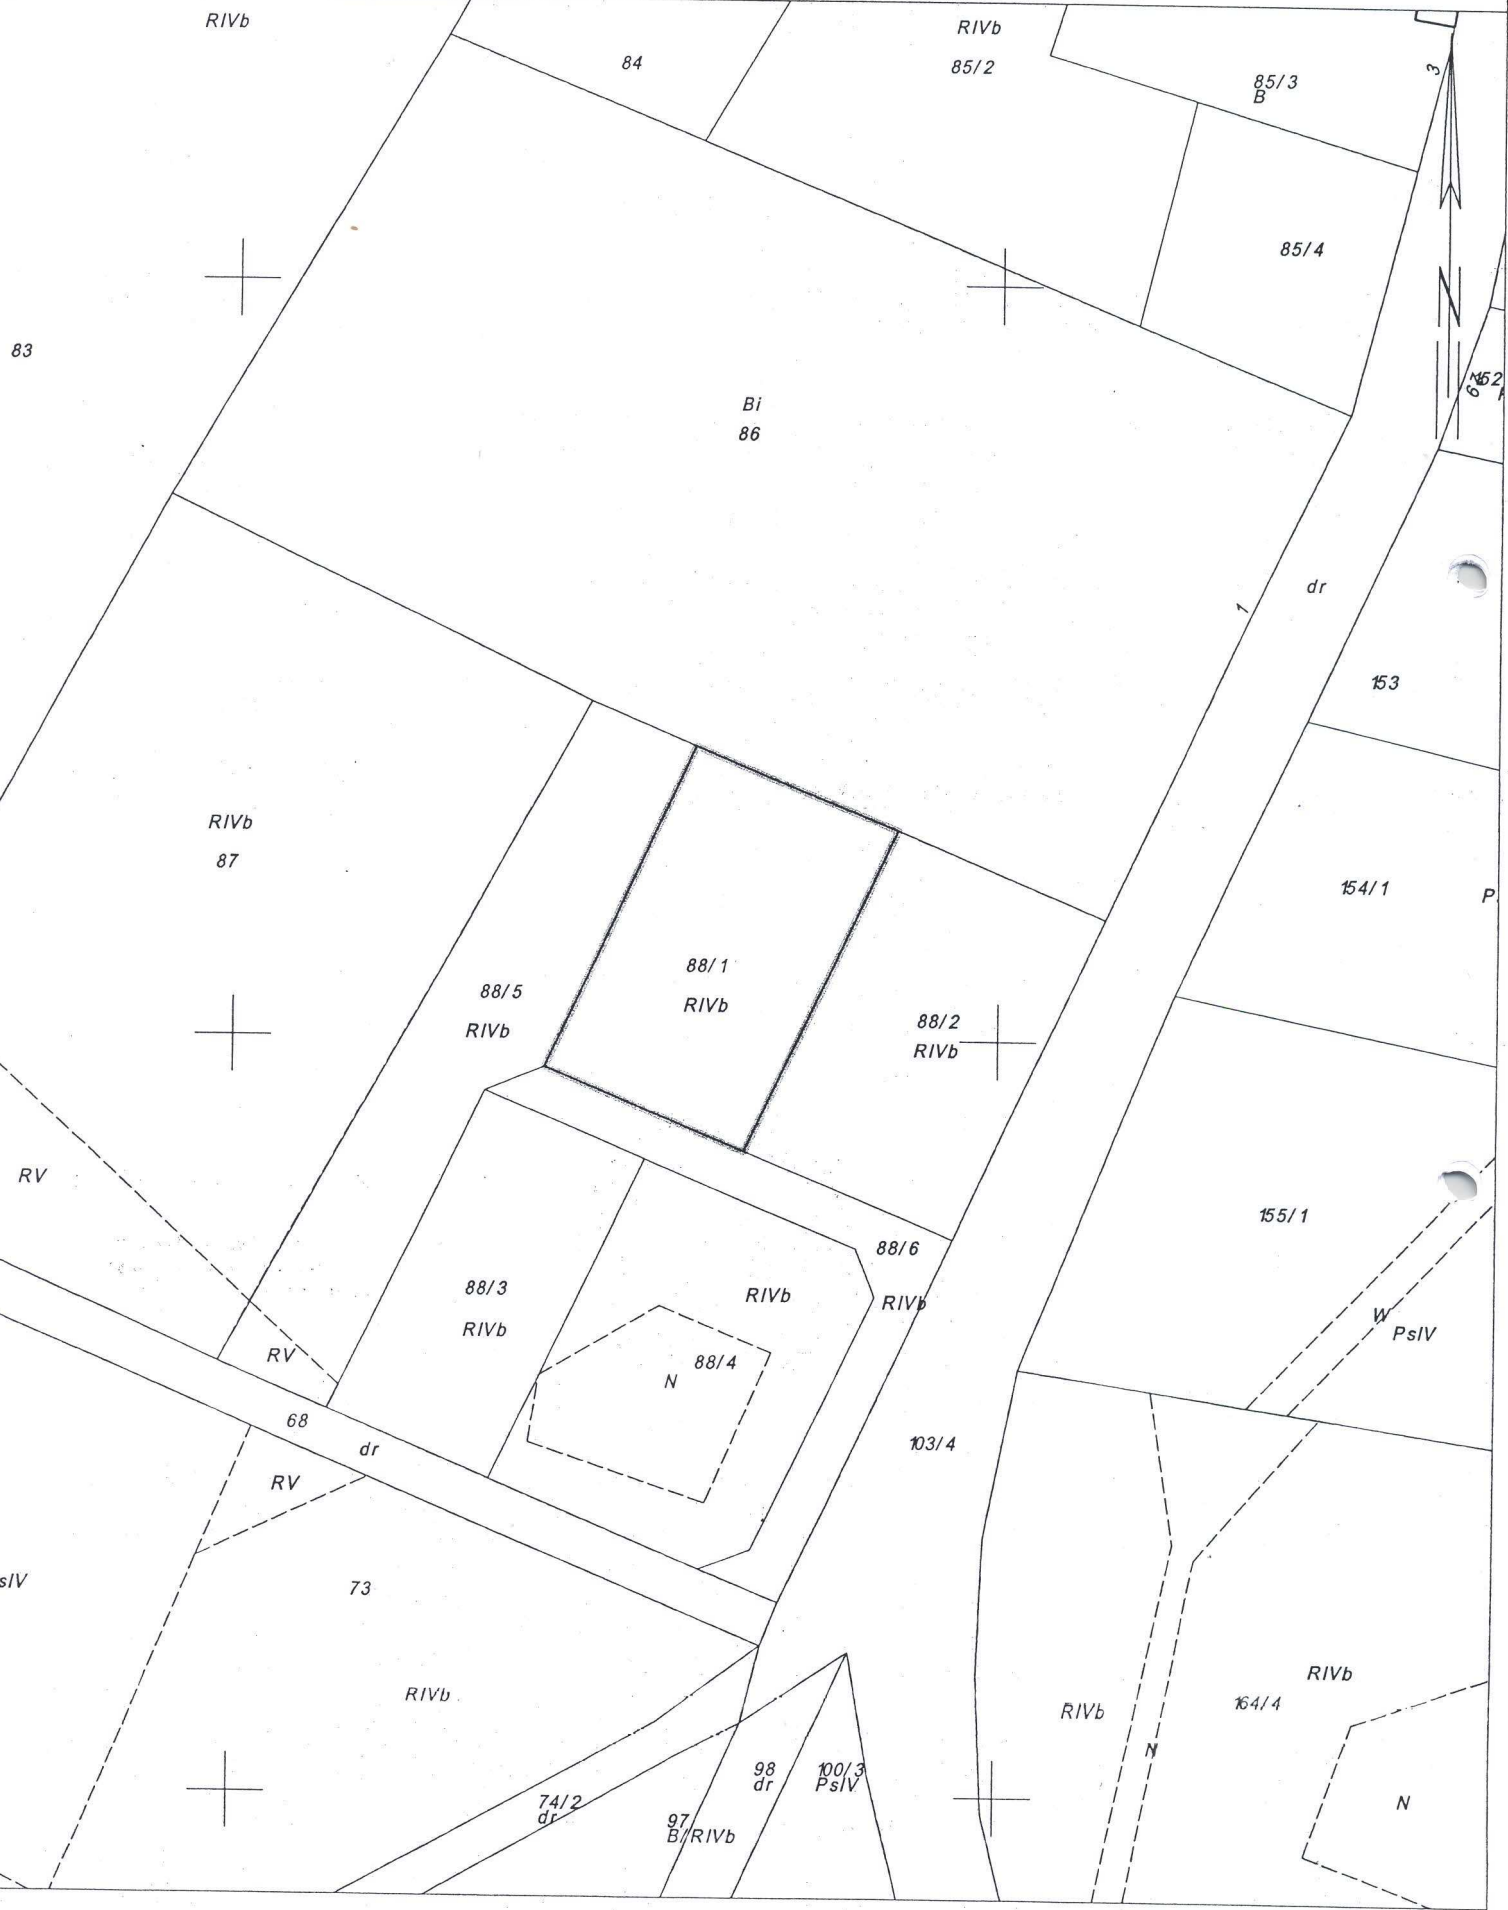 RIVb
84
RIVb
85/2
85/3
B
3
85/4
N
83
Bi
86
152
1
dr
153
RIVb
87
154/1
P
88/1
RIVb
88/5
RIVb
88/2
RIVb
RV
155/1
88/6
RIVb
88/3
RIVb
RIVb
88/4
N
W
PsIV
RV
68
dr
103/4
RV
sIV
73
RIVb
RIVb
RIVb
164/4
N
N
98
dr
100/3
PsIV
74/2
dr
97
B/RIVb